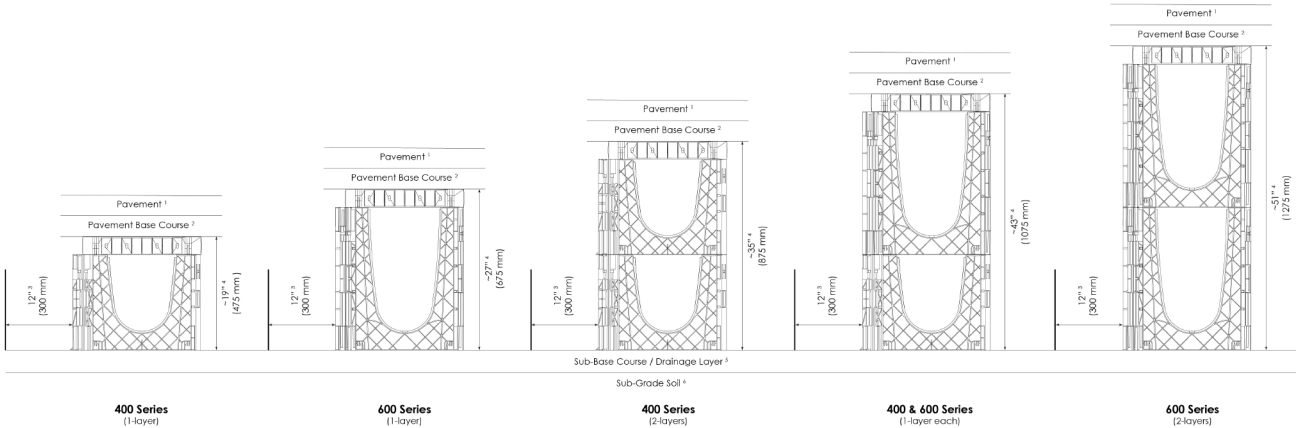 Pavement ¹
Pavement Base Course ²
12" ³
(300 mm)
~19" ⁴
(475 mm )
400 Series
(1-layer)
Pavement ¹
Pavement Base Course ²
12" ³
(300 mm)
~27" ⁴
(675 mm)
600 Series
(1-layer)
Pavement ¹
Pavement Base Course ²
12" ³
(300 mm)
~35" ⁴
(875 mm)
400 Series
(2-layers)
Pavement ¹
Pavement Base Course ²
12" ³
(300 mm)
~43" ⁴
(1075 mm)
400 & 600 Series
(1-layer each)
Pavement ¹
Pavement Base Course ²
12" ³
(300 mm)
~51" ⁴
(1275 mm)
600 Series
(2-layers)
Sub-Base Course / Drainage Layer ⁵
Sub-Grade Soil ⁶